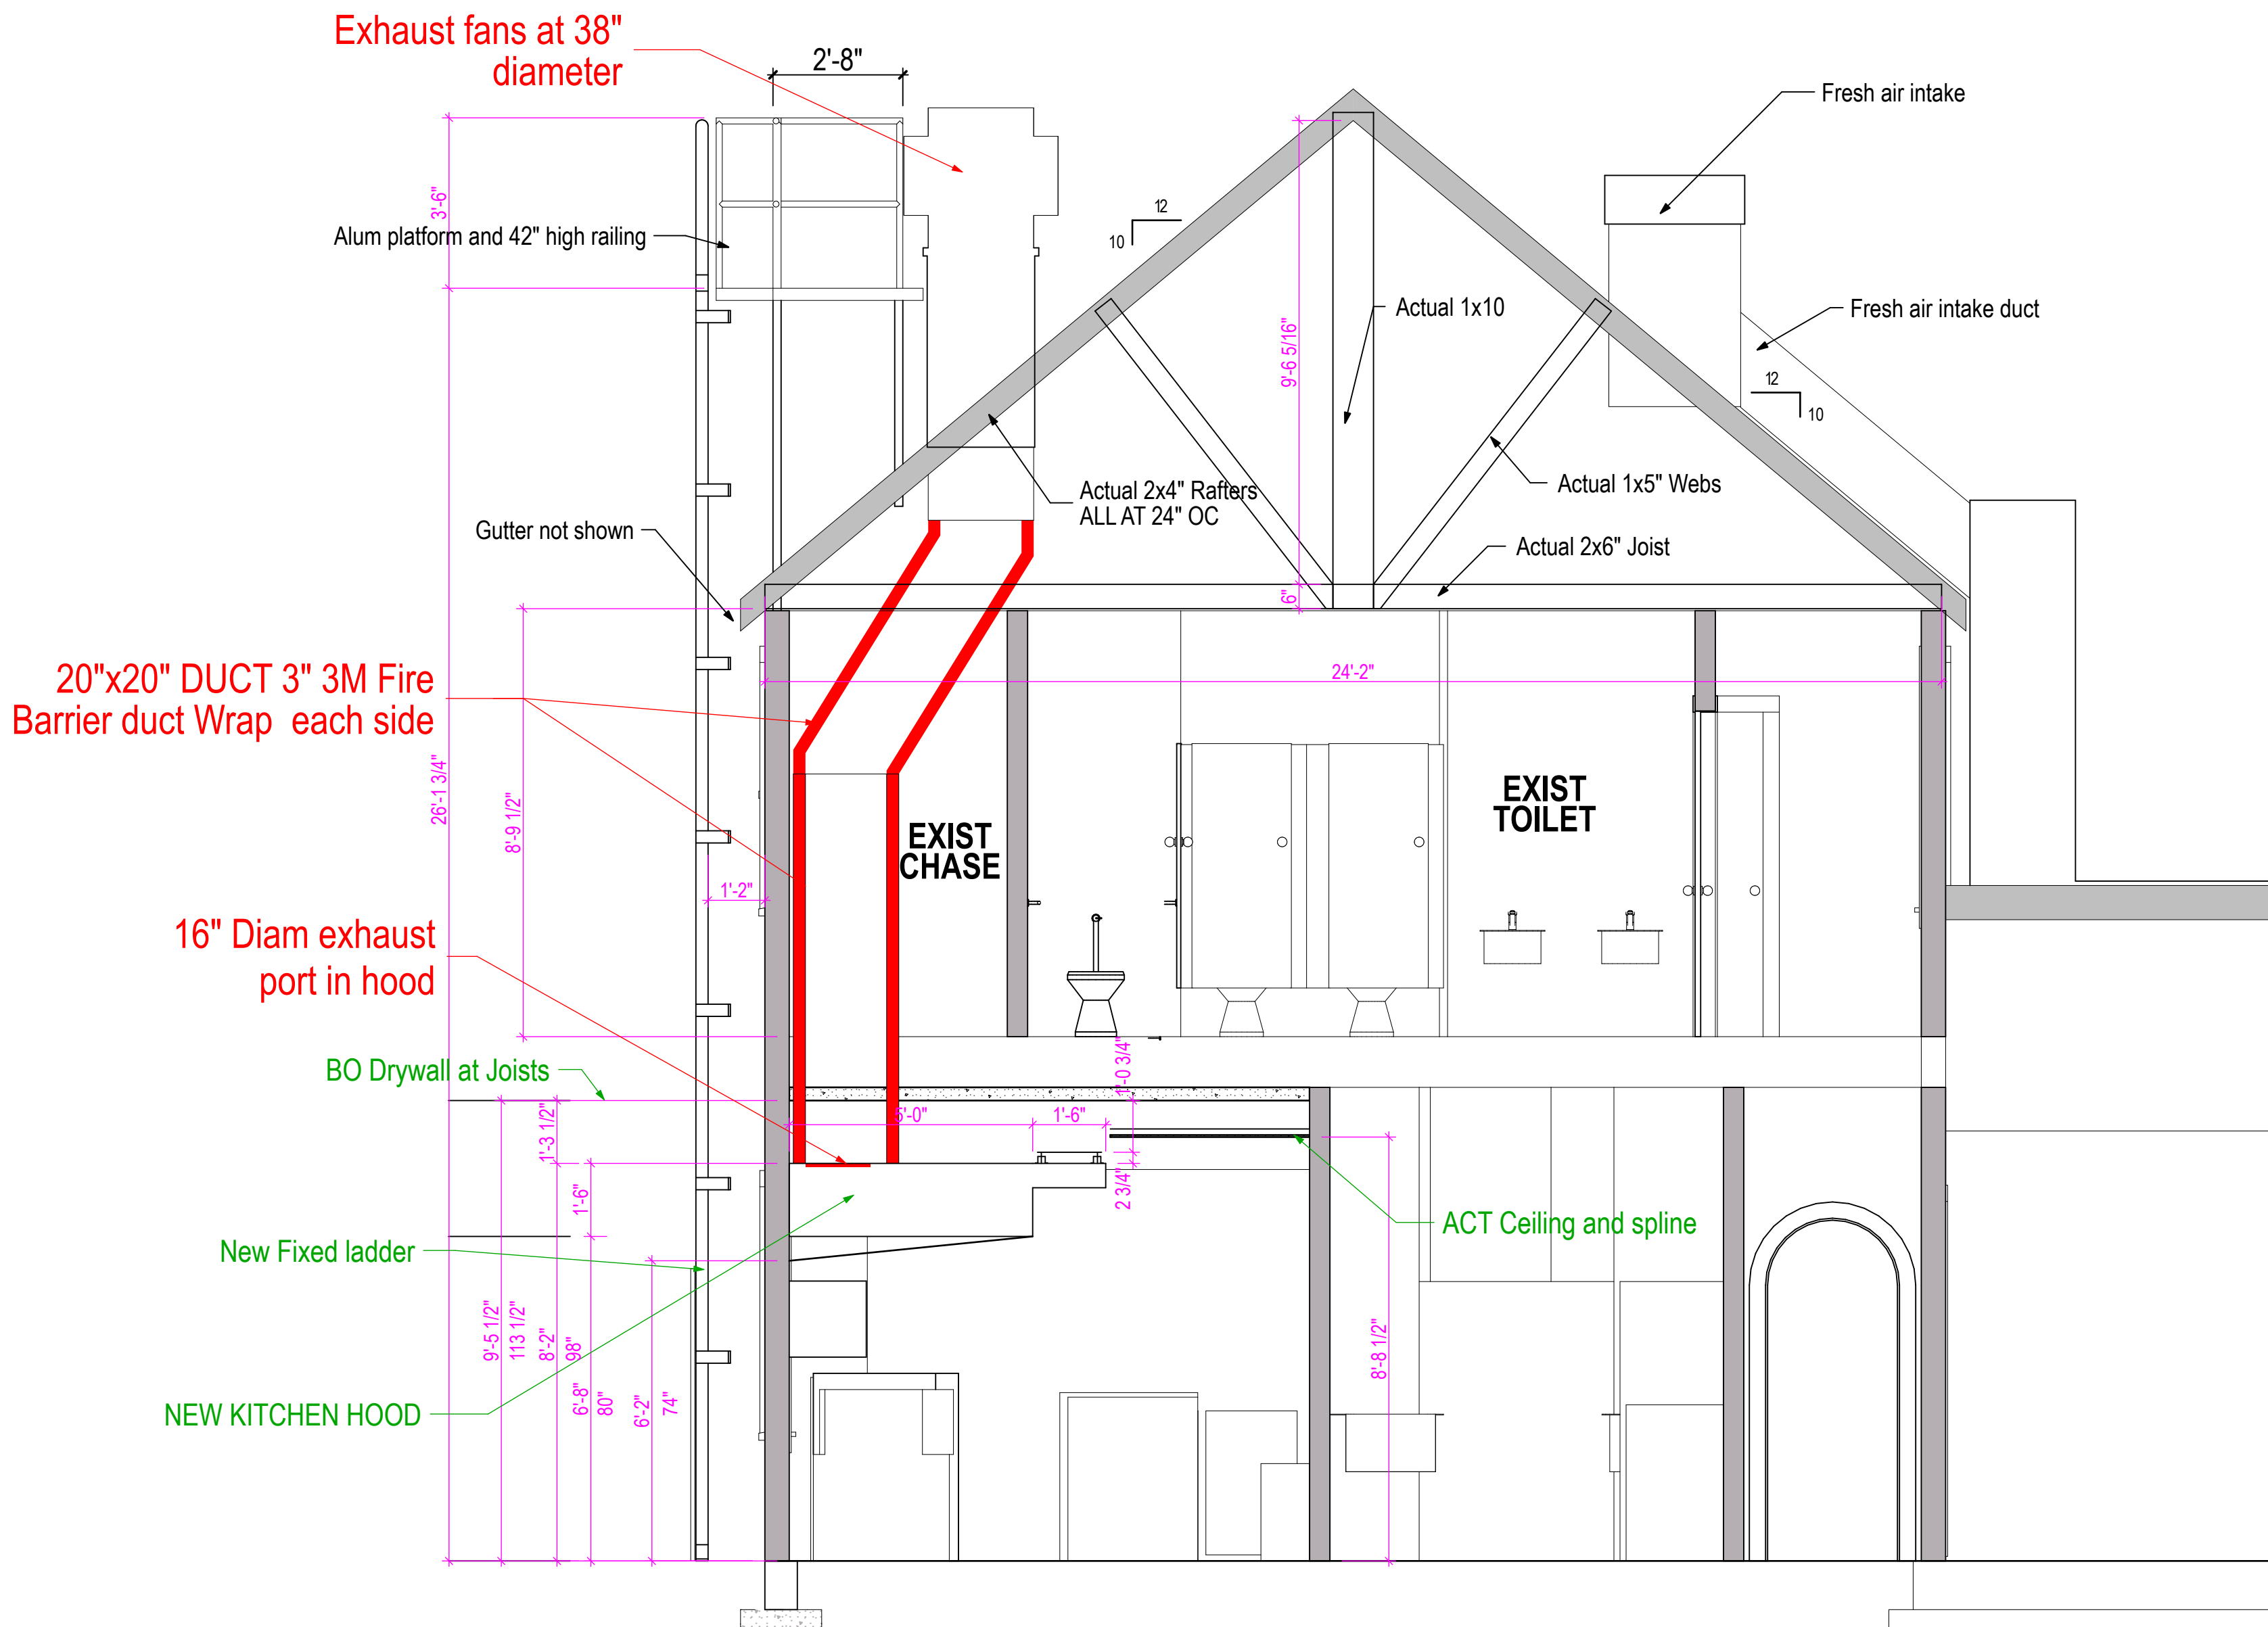 Exhaust fans at 38"
diameter
2'-8"
Fresh air intake
3'-6"
Alum platform and 42" high railing
12
10
Actual 1x10
9'-6 5/16"
Fresh air intake duct
12
10
Actual 2x4" Rafters
ALL AT 24" OC
Actual 1x5" Webs
Gutter not shown
Actual 2x6" Joist
6"
20"x20" DUCT 3" 3M Fire
Barrier duct Wrap each side
24'-2"
26'-1 3/4"
8'-9 1/2"
EXIST
CHASE
EXIST
TOILET
1'-2"
16" Diam exhaust
port in hood
BO Drywall at Joists
1'-0 3/4"
1'-3 1/2"
5'-0"
1'-6"
1'-6"
2 3/4"
ACT Ceiling and spline
New Fixed ladder
9'-5 1/2"
113 1/2"
8'-2"
98"
6'-8"
80"
6'-2"
74"
8'-8 1/2"
NEW KITCHEN HOOD